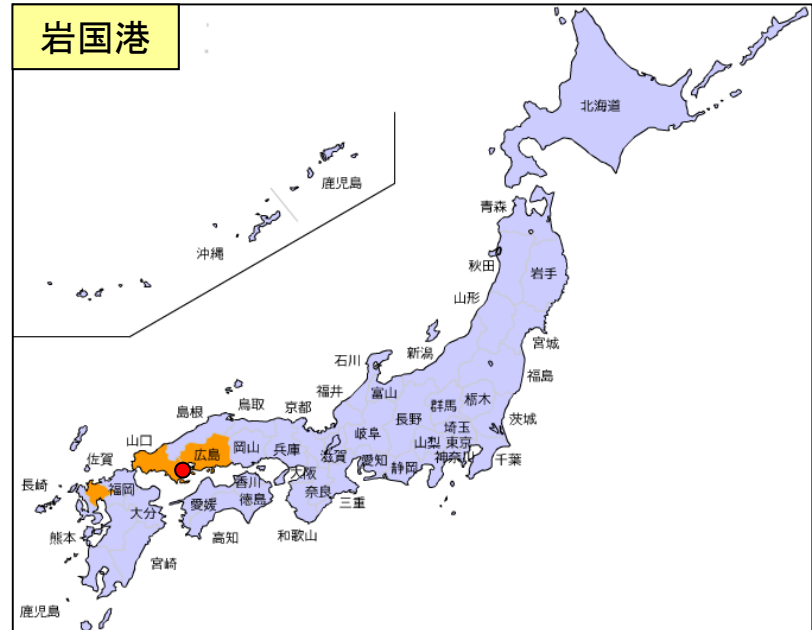 岩国港
北海道
鹿児島
青森
沖縄
秋田
岩手
山形
宮城
新潟
石川
福島
福井
富山
栃木
群馬
鳥取
京都
島根
長野
茨城
埼玉
岐阜
山口
広島
岡山
兵庫
滋賀
山梨
東京
佐賀
愛知
静岡
神奈川
千葉
大阪
香川
長崎
福岡
奈良
徳島
愛媛
三重
大分
高知
和歌山
熊本
宮崎
鹿児島